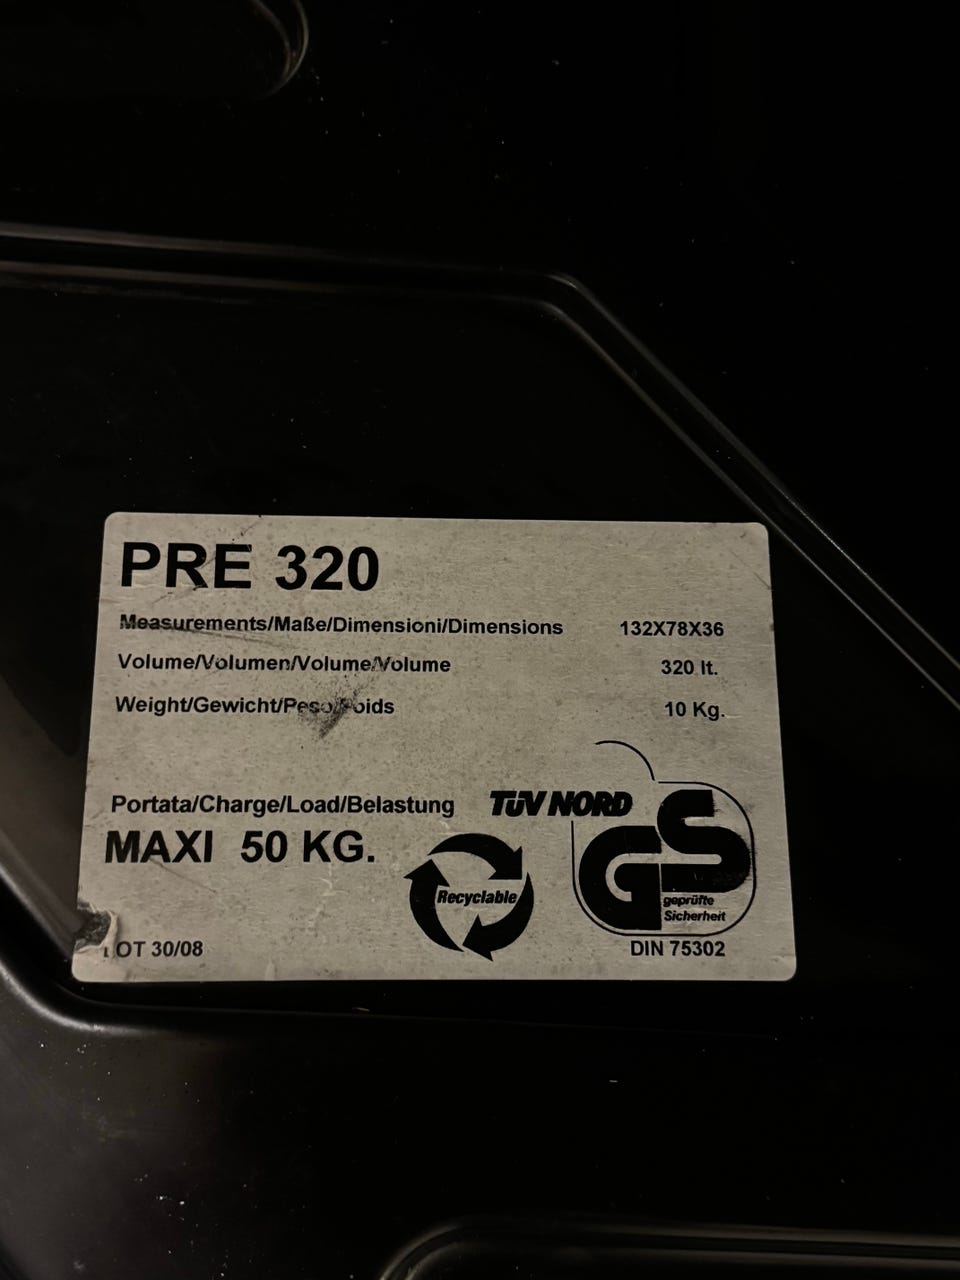 PRE 320
Measurements/Maße/Dimensioni/Dimensions 132X78X36
Volume/Volumen/Volume/Volume 320 lt.
Weight/Gewicht/Peso/Poids 10 Kg.
Portata/Charge/Load/Belastung
MAXI 50 KG.
TÜV NORD
GS
geprüfte
Sicherheit
Recyclable
LOT 30/08
DIN 75302